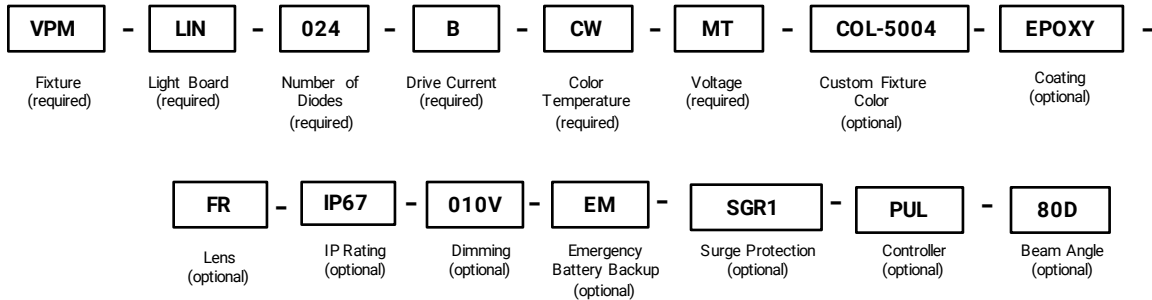 VPM - LIN - 024 - B - CW - MT - COL-5004 - EPOXY -
Fixture (required)
Light Board (required)
Number of Diodes (required)
Drive Current (required)
Color Temperature (required)
Voltage (required)
Custom Fixture Color (optional)
Coating (optional)
FR - IP67 - 010V - EM - SGR1 - PUL - 80D
Lens (optional)
IP Rating (optional)
Dimming (optional)
Emergency Battery Backup (optional)
Surge Protection (optional)
Controller (optional)
Beam Angle (optional)